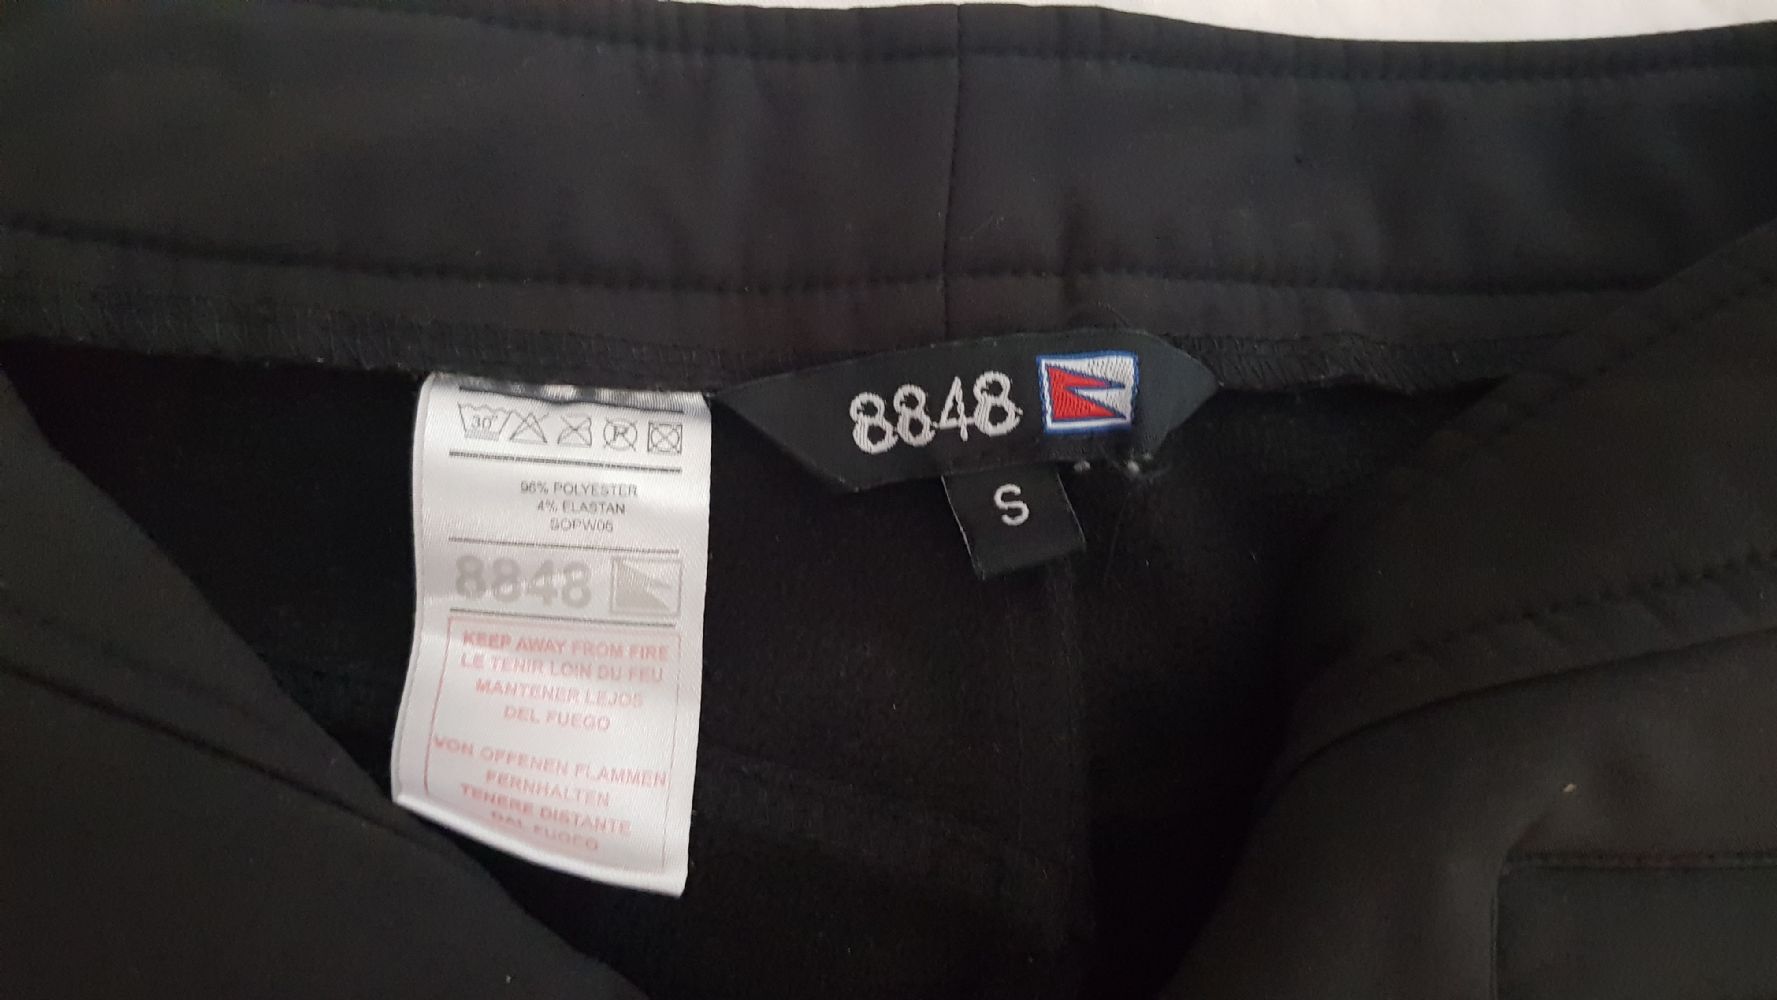 8848
S
30°
96% POLYESTER
4% ELASTAN
SOPW05
8848
KEEP AWAY FROM FIRE
LE TENIR LOIN DU FEU
MANTENER LEJOS
DEL FUEGO
VON OFFENEN FLAMMEN
FERNHALTEN
TENERE DISTANTE
DAL FUOCO